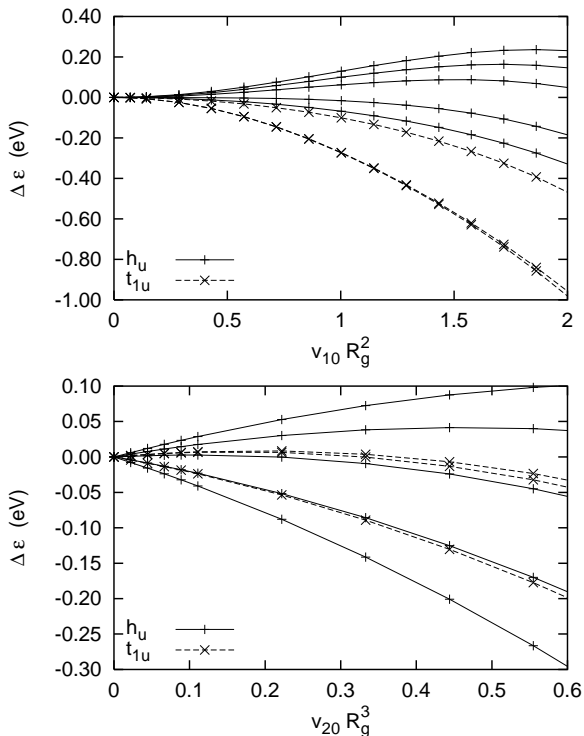 0.40
0.20
0.00
-0.20
-0.40
-0.60
-0.80
-1.00
Δ ε (eV)
h_u
t_1u
0 0.5 1 1.5 2
v_10 R_g^2
0.10
0.05
0.00
-0.05
-0.10
-0.15
-0.20
-0.25
-0.30
Δ ε (eV)
h_u
t_1u
0 0.1 0.2 0.3 0.4 0.5 0.6
v_20 R_g^3